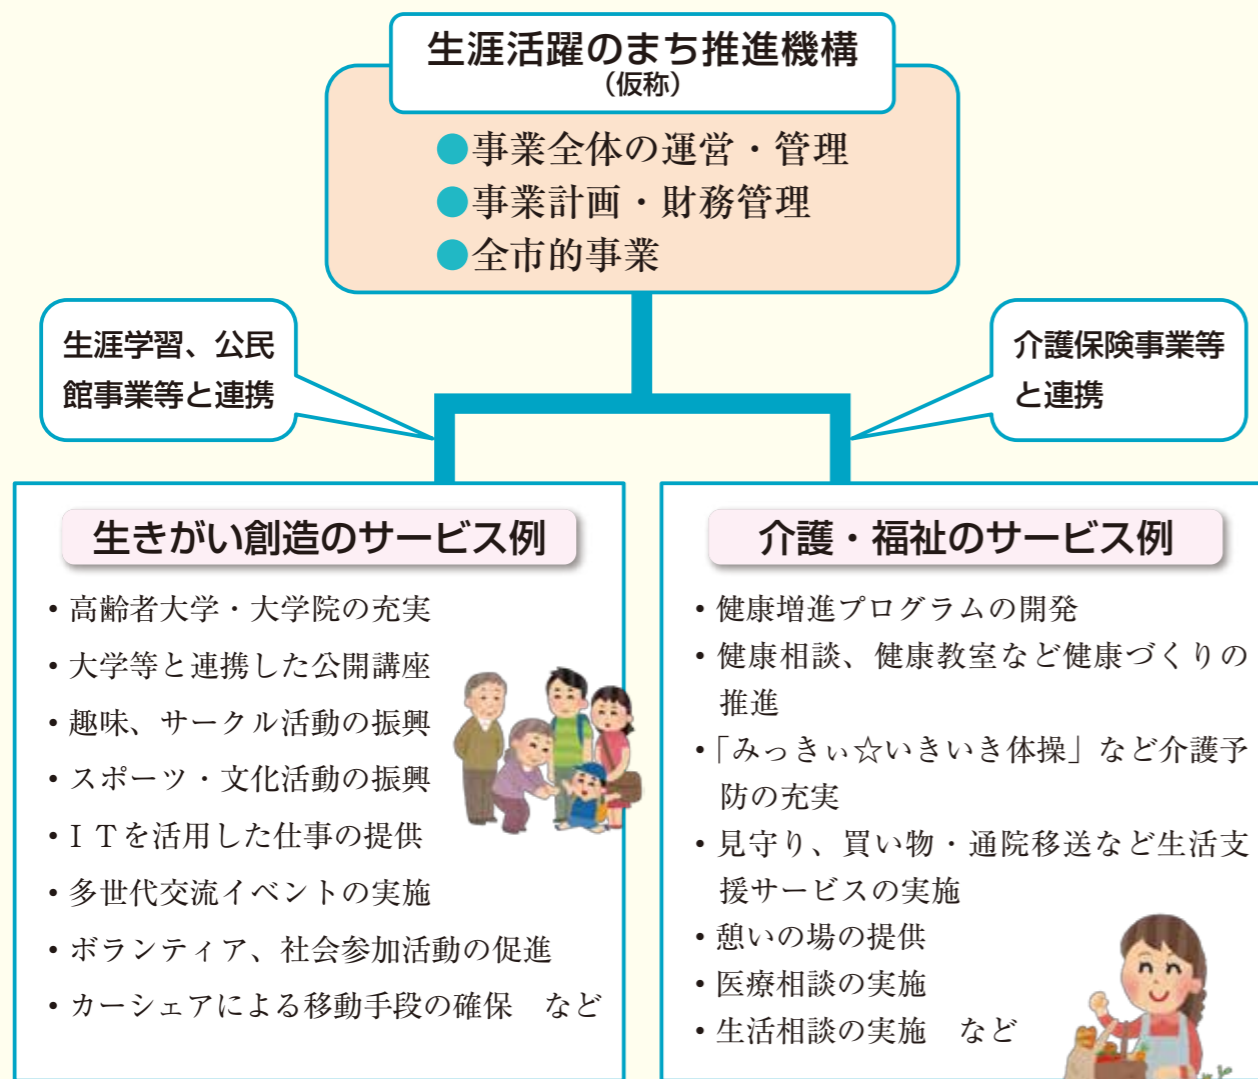 生涯活躍のまち推進機構
（仮称）
●事業全体の運営・管理
●事業計画・財務管理
●全市的事業
生涯学習、公民
館事業等と連携
介護保険事業等
と連携
生きがい創造のサービス例
・高齢者大学・大学院の充実
・大学等と連携した公開講座
・趣味、サークル活動の振興
・スポーツ・文化活動の振興
・ＩＴを活用した仕事の提供
・多世代交流イベントの実施
・ボランティア、社会参加活動の促進
・カーシェアによる移動手段の確保　など
介護・福祉のサービス例
・健康増進プログラムの開発
・健康相談、健康教室など健康づくりの
推進
・「みっきぃ☆いきいき体操」など介護予
防の充実
・見守り、買い物・通院移送など生活支
援サービスの実施
・憩いの場の提供
・医療相談の実施
・生活相談の実施　など